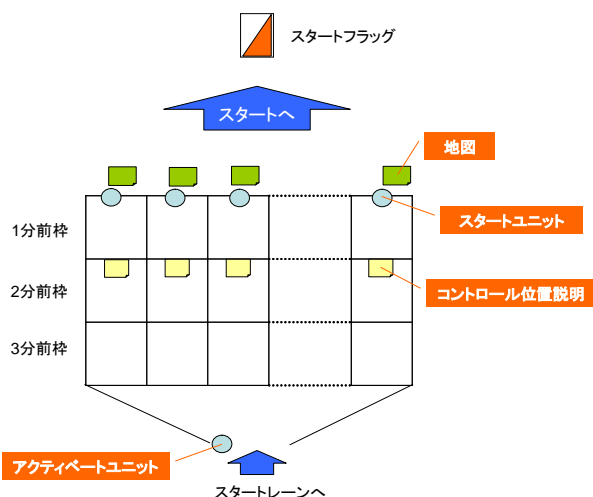 スタートフラッグ
スタートへ
地図
スタートユニット
1分前枠
2分前枠
コントロール位置説明
3分前枠
アクティベートユニット
スタートレーンへ